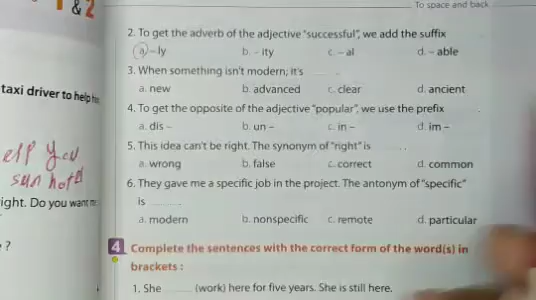 1 & 2
To space and back
2. To get the adverb of the adjective "successful", we add the suffix
a. – ly b. – ity c. – al d. – able
3. When something isn't modern; it's ........
a. new b. advanced c. clear d. ancient
4. To get the opposite of the adjective "popular", we use the prefix ........
a. dis – b. un – c. in – d. im –
5. This idea can't be right. The synonym of "right" is ........
a. wrong b. false c. correct d. common
6. They gave me a specific job in the project. The antonym of "specific"
is ........
a. modern b. nonspecific c. remote d. particular
4 Complete the sentences with the correct form of the word(s) in
brackets :
1. She ........ (work) here for five years. She is still here.
taxi driver to help
sun hotel
ight. Do you want
?